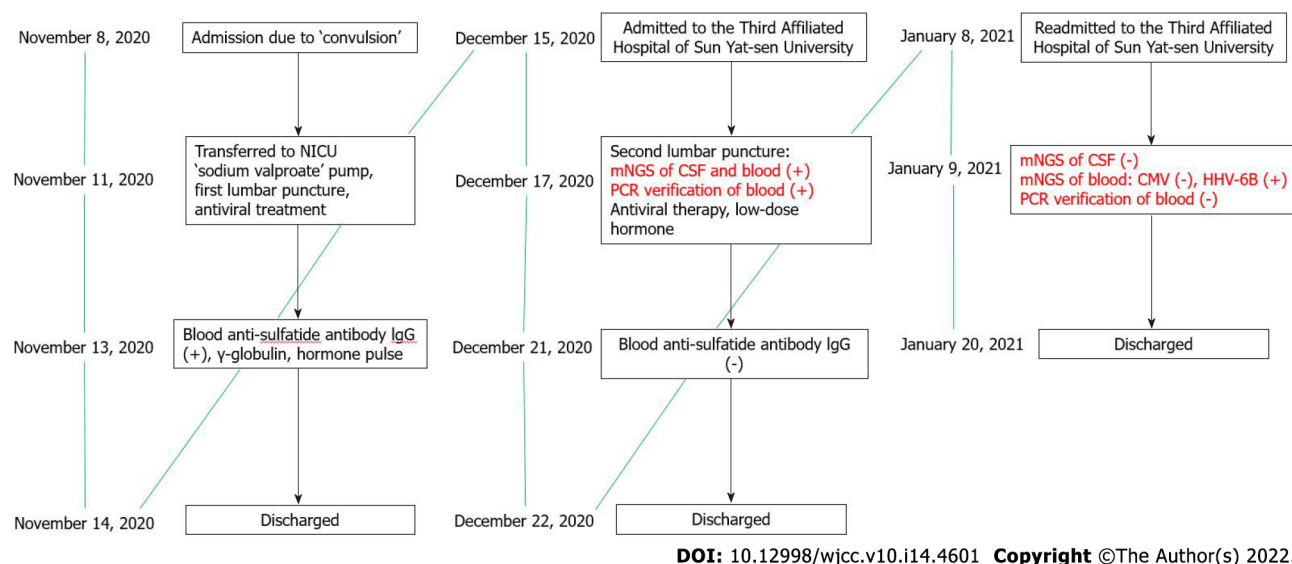 November 8, 2020
Admission due to ‘convulsion’
November 11, 2020
Transferred to NICU
‘sodium valproate’ pump,
first lumbar puncture,
antiviral treatment
November 13, 2020
Blood anti-sulfatide antibody lgG
(+), γ-globulin, hormone pulse
November 14, 2020
Discharged
December 15, 2020
Admitted to the Third Affiliated
Hospital of Sun Yat-sen University
December 17, 2020
Second lumbar puncture:
mNGS of CSF and blood (+)
PCR verification of blood (+)
Antiviral therapy, low-dose
hormone
December 21, 2020
Blood anti-sulfatide antibody lgG
(-)
December 22, 2020
Discharged
January 8, 2021
Readmitted to the Third Affiliated
Hospital of Sun Yat-sen University
January 9, 2021
mNGS of CSF (-)
mNGS of blood: CMV (-), HHV-6B (+)
PCR verification of blood (-)
January 20, 2021
Discharged
DOI: 10.12998/wjcc.v10.i14.4601 Copyright ©The Author(s) 2022.